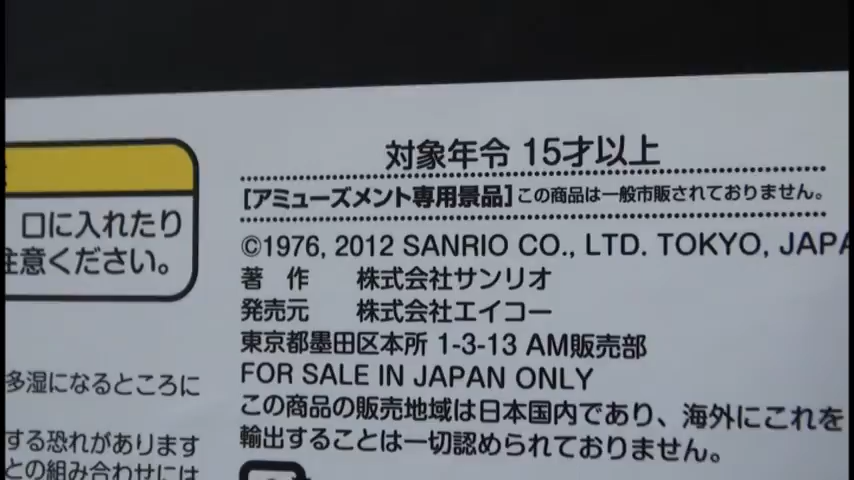 対象年令 15才以上
[アミューズメント専用景品]この商品は一般市販されておりません。
©1976, 2012 SANRIO CO., LTD. TOKYO, JAPA
著 作 株式会社サンリオ
発売元 株式会社エイコー
東京都墨田区本所 1-3-13 AM販売部
FOR SALE IN JAPAN ONLY
この商品の販売地域は日本国内であり、海外にこれを
輸出することは一切認められておりません。
口に入れたり
注意ください。
多湿になるところに
する恐れがあります
との組み合わせには